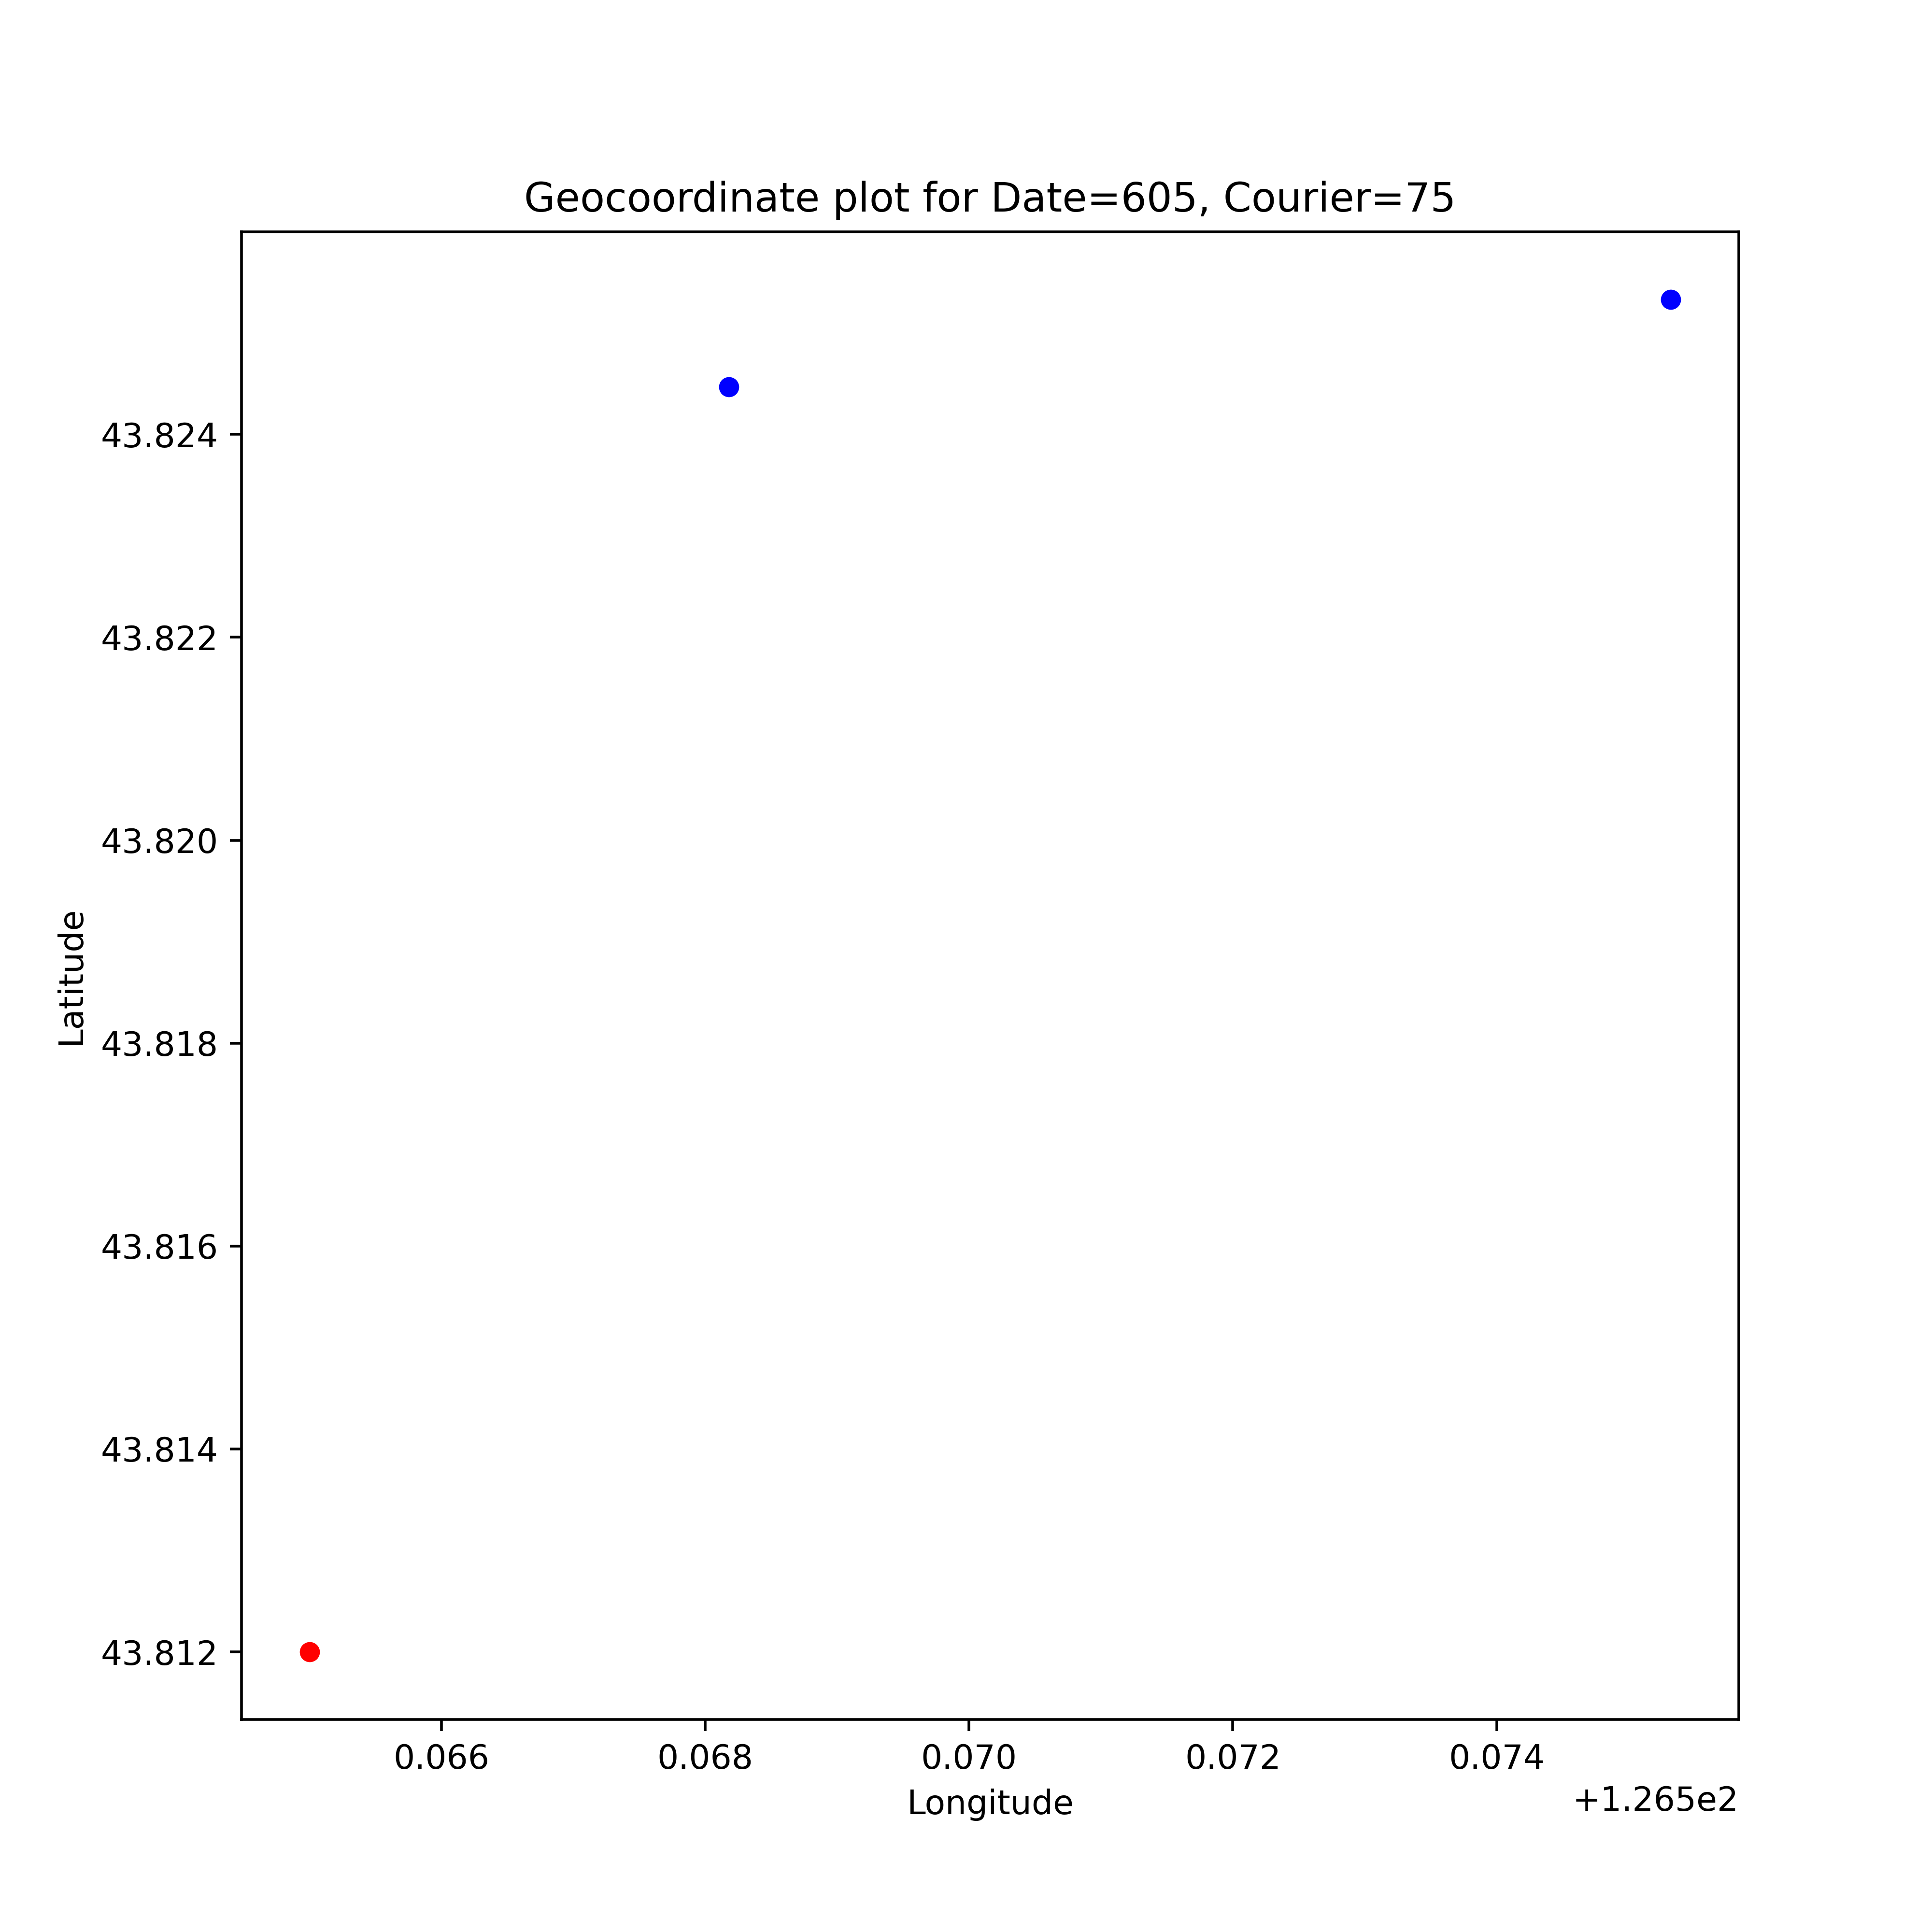 Geocoordinate plot for Date=605, Courier=75
43.824
43.822
43.820
43.818
43.816
43.814
43.812
Latitude
0.066 0.068 0.070 0.072 0.074
Longitude
+1.265e2